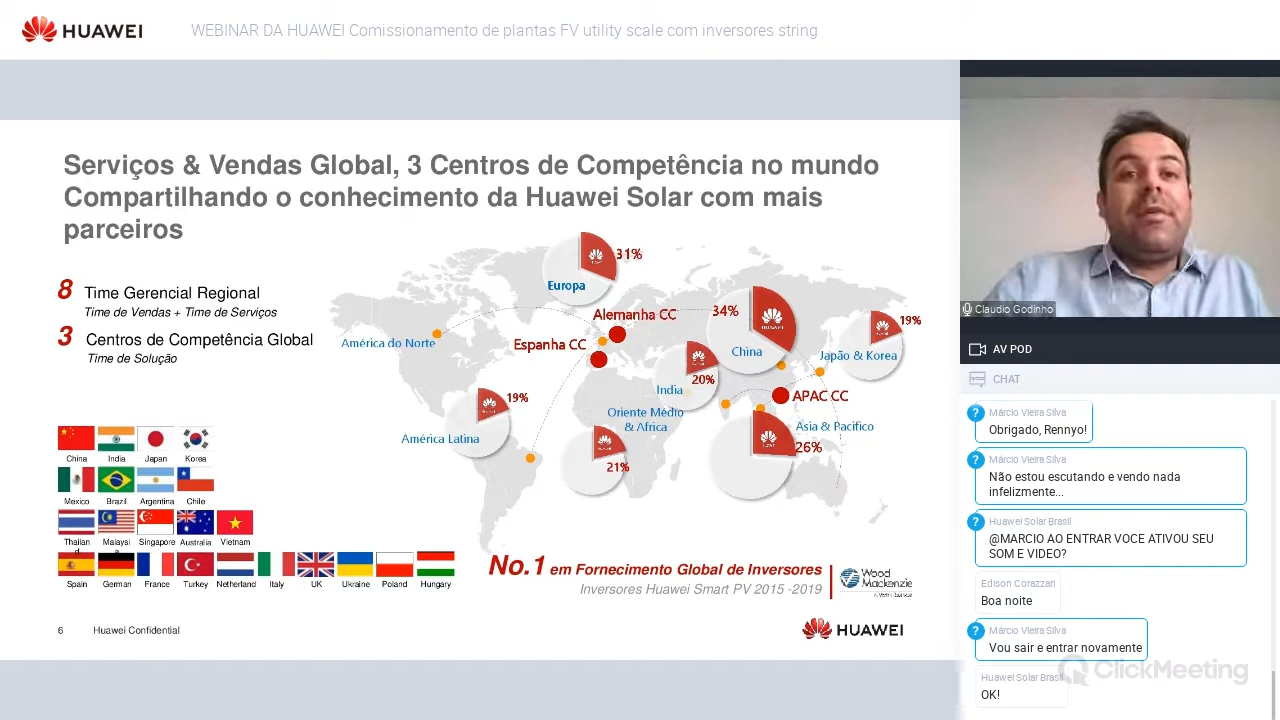 HUAWEI
WEBINAR DA HUAWEI Comissionamento de plantas FV utility scale com inversores string
Serviços & Vendas Global, 3 Centros de Competência no mundo
Compartilhando o conhecimento da Huawei Solar com mais
parceiros
8 Time Gerencial Regional
Time de Vendas + Time de Serviços
3 Centros de Competência Global
Time de Solução
31%
Europa
Alemanha CC
Espanha CC
América do Norte
34%
HUAWEI
China
19%
Japão & Korea
India
20%
APAC CC
19%
América Latina
Oriente Médio
& Africa
21%
Asia & Pacifico
26%
China India Japan Korea
Mexico Brazil Argentina Chile
Thailan
d
Malaysi
a
Singapore Australia Vietnam
Spain German France Turkey Netherland Italy UK Ukraine Poland Hungary
No.1 em Fornecimento Global de Inversores
Inversores Huawei Smart PV 2015 -2019
Wood
Mackenzie
6 Huawei Confidential
HUAWEI
Claudio Godinho
AV POD
CHAT
Márcio Vieira Silva
Obrigado, Rennyo!
Márcio Vieira Silva
Não estou escutando e vendo nada
infelizmente...
Huawei Solar Brasil
@MARCIO AO ENTRAR VOCE ATIVOU SEU
SOM E VIDEO?
Edison Corazzari
Boa noite
Márcio Vieira Silva
Vou sair e entrar novamente
Huawei Solar Brasil
OK!
ClickMeeting